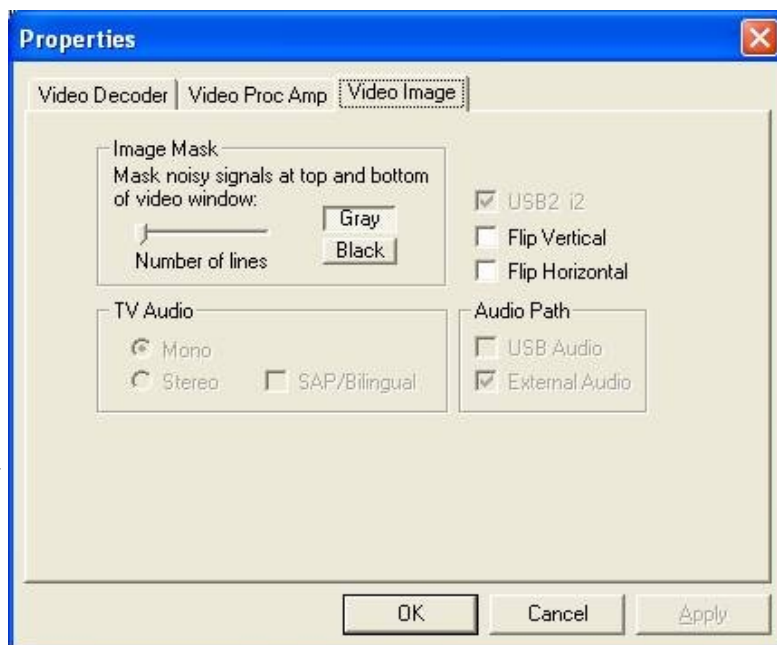 Properties
Video Decoder Video Proc Amp Video Image
Image Mask
Mask noisy signals at top and bottom
of video window:
Gray
Black
Number of lines
USB2 i2
Flip Vertical
Flip Horizontal
TV Audio
Mono
Stereo SAP/Bilingual
Audio Path
USB Audio
External Audio
OK Cancel Apply